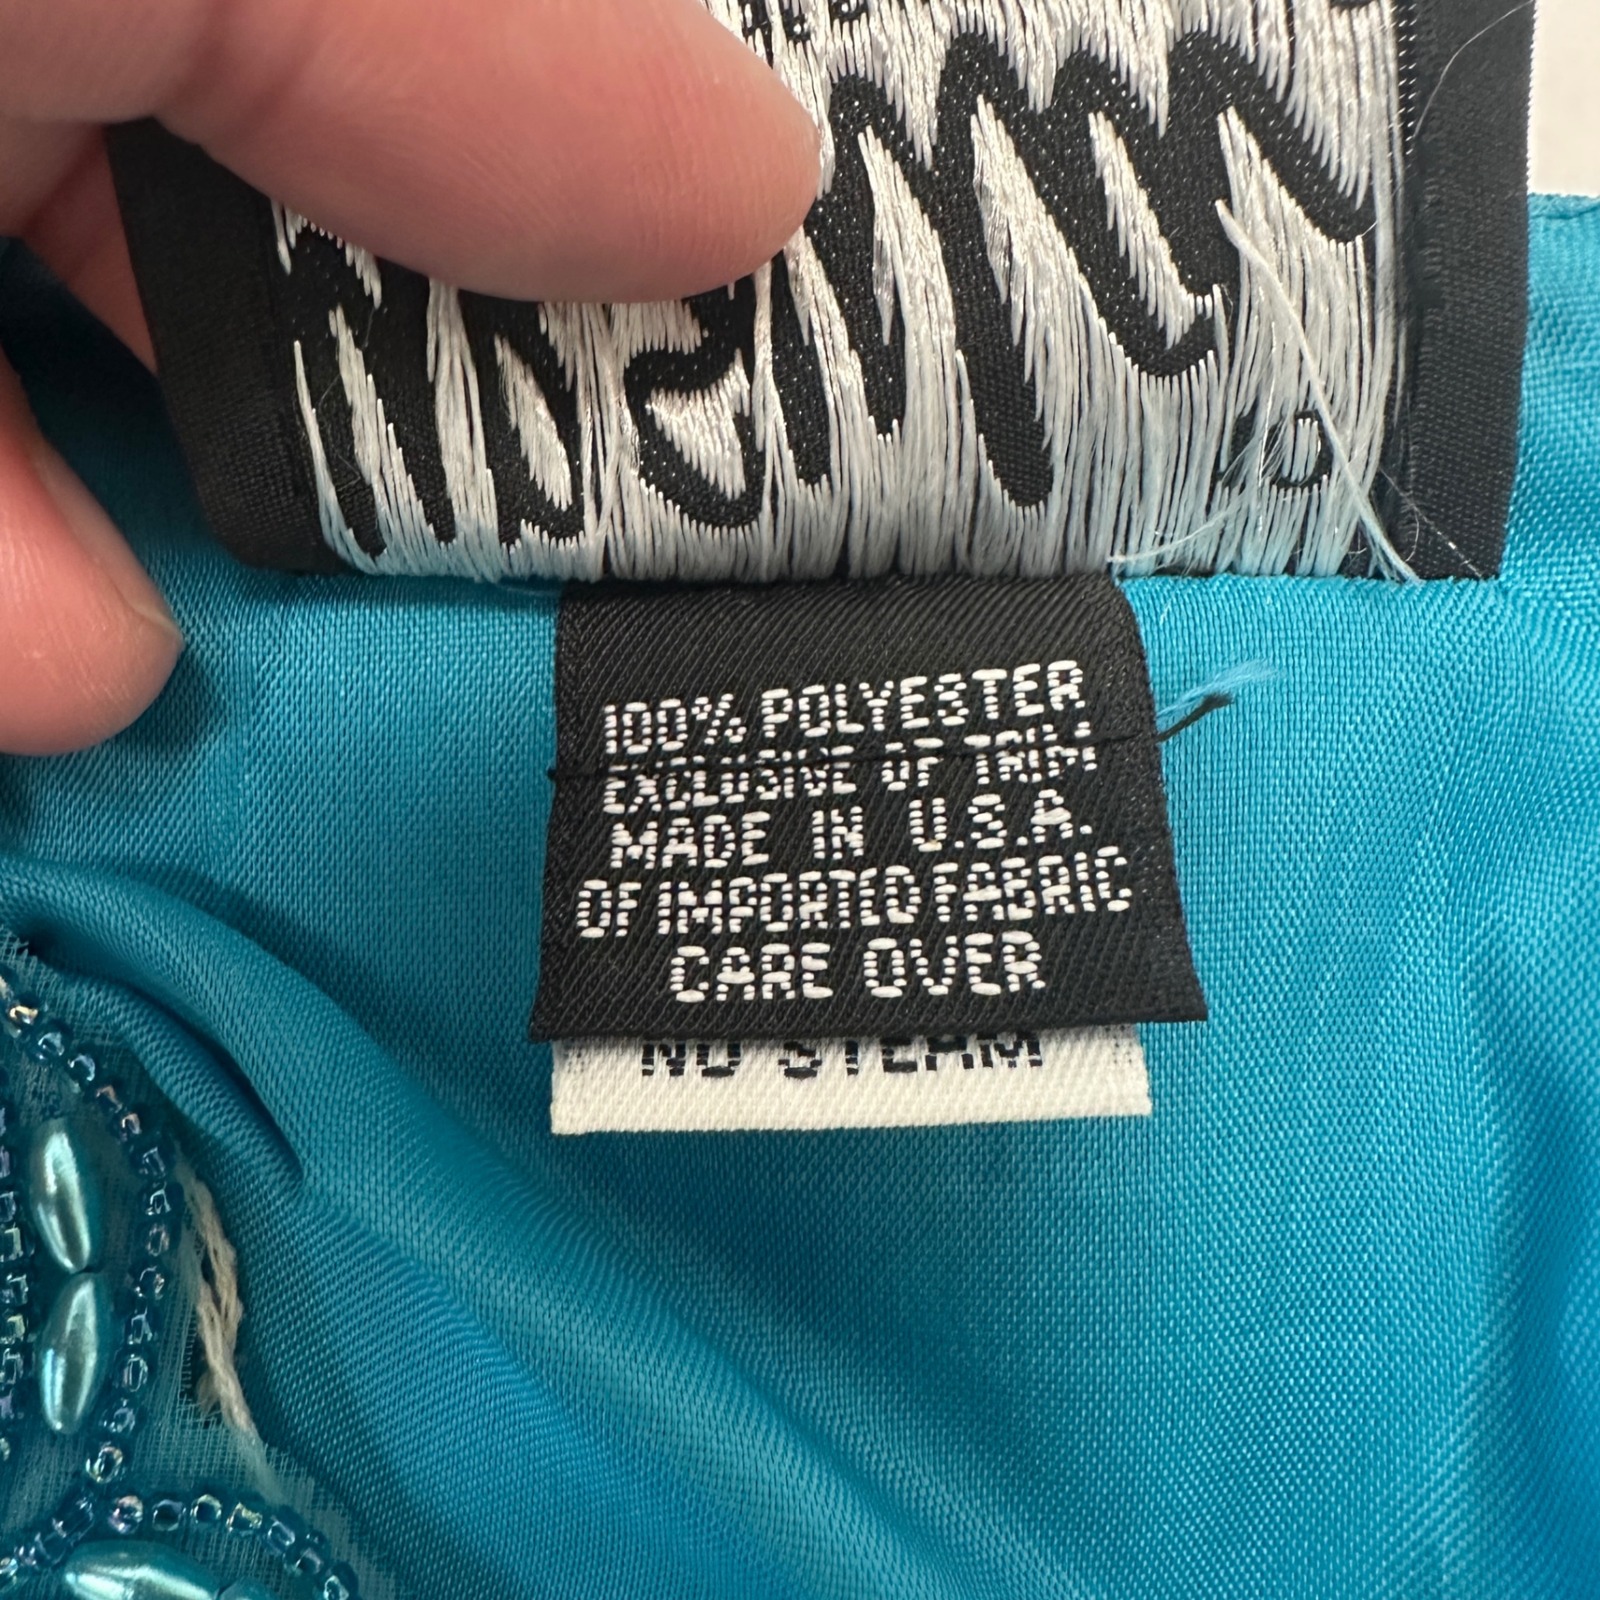 100% POLYESTER
EXCLUSIVE OF TRIM
MADE IN U.S.A.
OF IMPORTED FABRIC
CARE OVER
NO STEAM